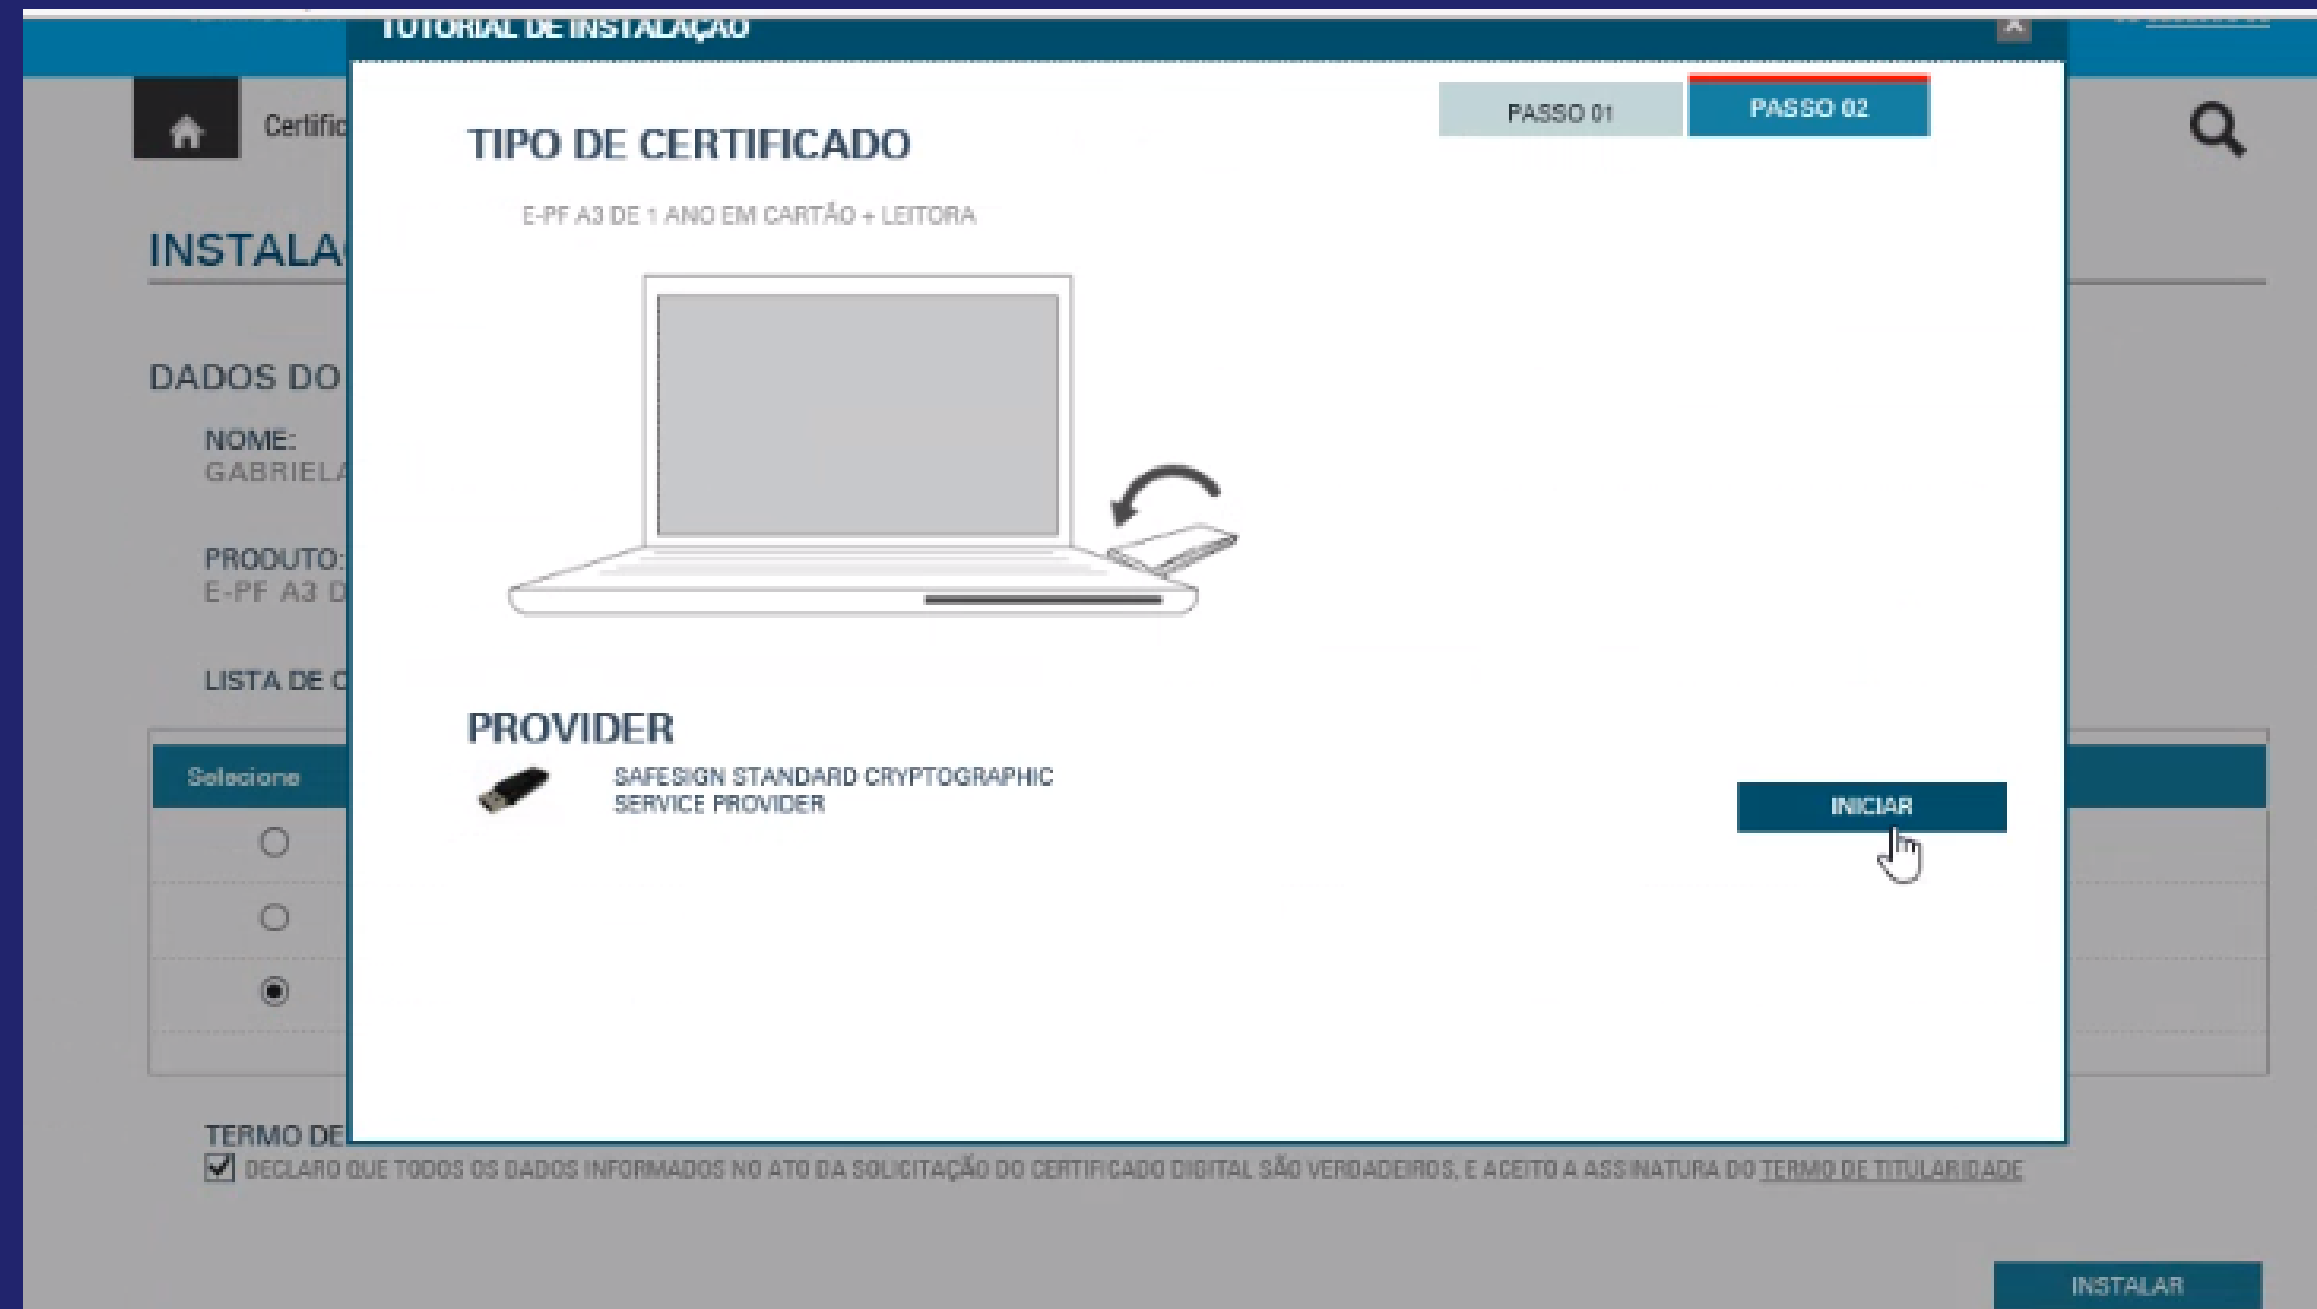 TUTORIAL DE INSTALAÇÃO
PASSO 01
PASSO 02
Certific
TIPO DE CERTIFICADO
E-PF A3 DE 1 ANO EM CARTÃO + LEITORA
INSTALA
DADOS DO
NOME:
GABRIELA
PRODUTO:
E-PF A3 D
LISTA DE C
PROVIDER
SAFESIGN STANDARD CRYPTOGRAPHIC
SERVICE PROVIDER
Selecione
INICIAR
TERMO DE
DECLARO QUE TODOS OS DADOS INFORMADOS NO ATO DA SOLICITAÇÃO DO CERTIFICADO DIGITAL SÃO VERDADEIROS, E ACEITO A ASSINATURA DO TERMO DE TITULARIDADE
INSTALAR